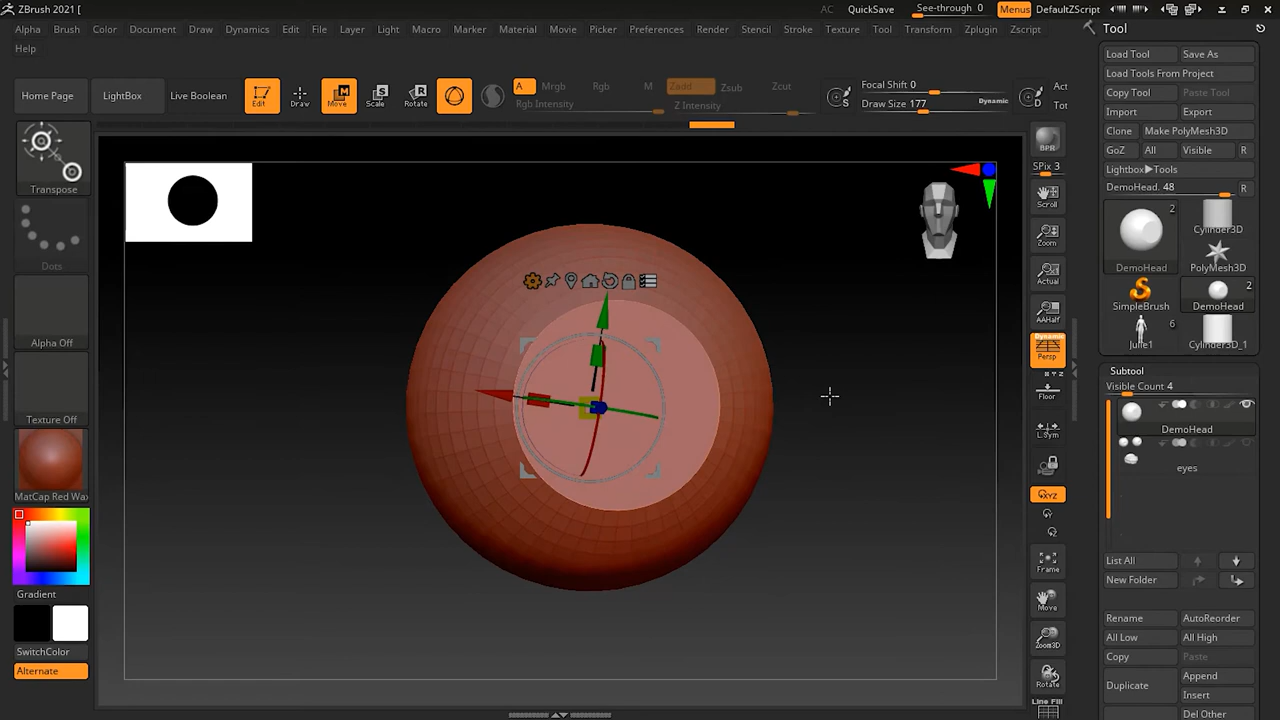 ZBrush 2021 [
AC
QuickSave
See-through 0
Menus
DefaultZScript
Alpha Brush Color Document Draw Dynamics Edit File Layer Light Macro Marker Material Movie Picker Preferences Render Stencil Stroke Texture Tool Transform Zplugin Zscript
Help
Home Page
LightBox
Live Boolean
Edit
Draw
Move
Scale
Rotate
A
Mrgb
Rgb
M
Zadd
Zsub
Zcut
Rgb Intensity
Z Intensity
Focal Shift 0
Draw Size 177
Dynamic
Act
Tot
S
D
Transpose
Dots
Alpha Off
Texture Off
MatCap Red Wax
Gradient
SwitchColor
Alternate
BPR
SPix 3
Scroll
Zoom
Actual
AAHalf
Dynamic
Persp
X Y Z
Floor
L.Sym
XYZ
Y
Z
Frame
Move
Zoom3D
Rotate
Line Fill
Tool
Load Tool
Save As
Load Tools From Project
Copy Tool
Paste Tool
Import
Export
Clone
Make PolyMesh3D
GoZ
All
Visible
R
Lightbox▶Tools
DemoHead. 48
R
2
DemoHead
Cylinder3D
PolyMesh3D
SimpleBrush
2
DemoHead
6
Julie1
Cylinder3D_1
Subtool
Visible Count 4
DemoHead
eyes
List All
New Folder
Rename
AutoReorder
All Low
All High
Copy
Paste
Duplicate
Append
Insert
Del Other